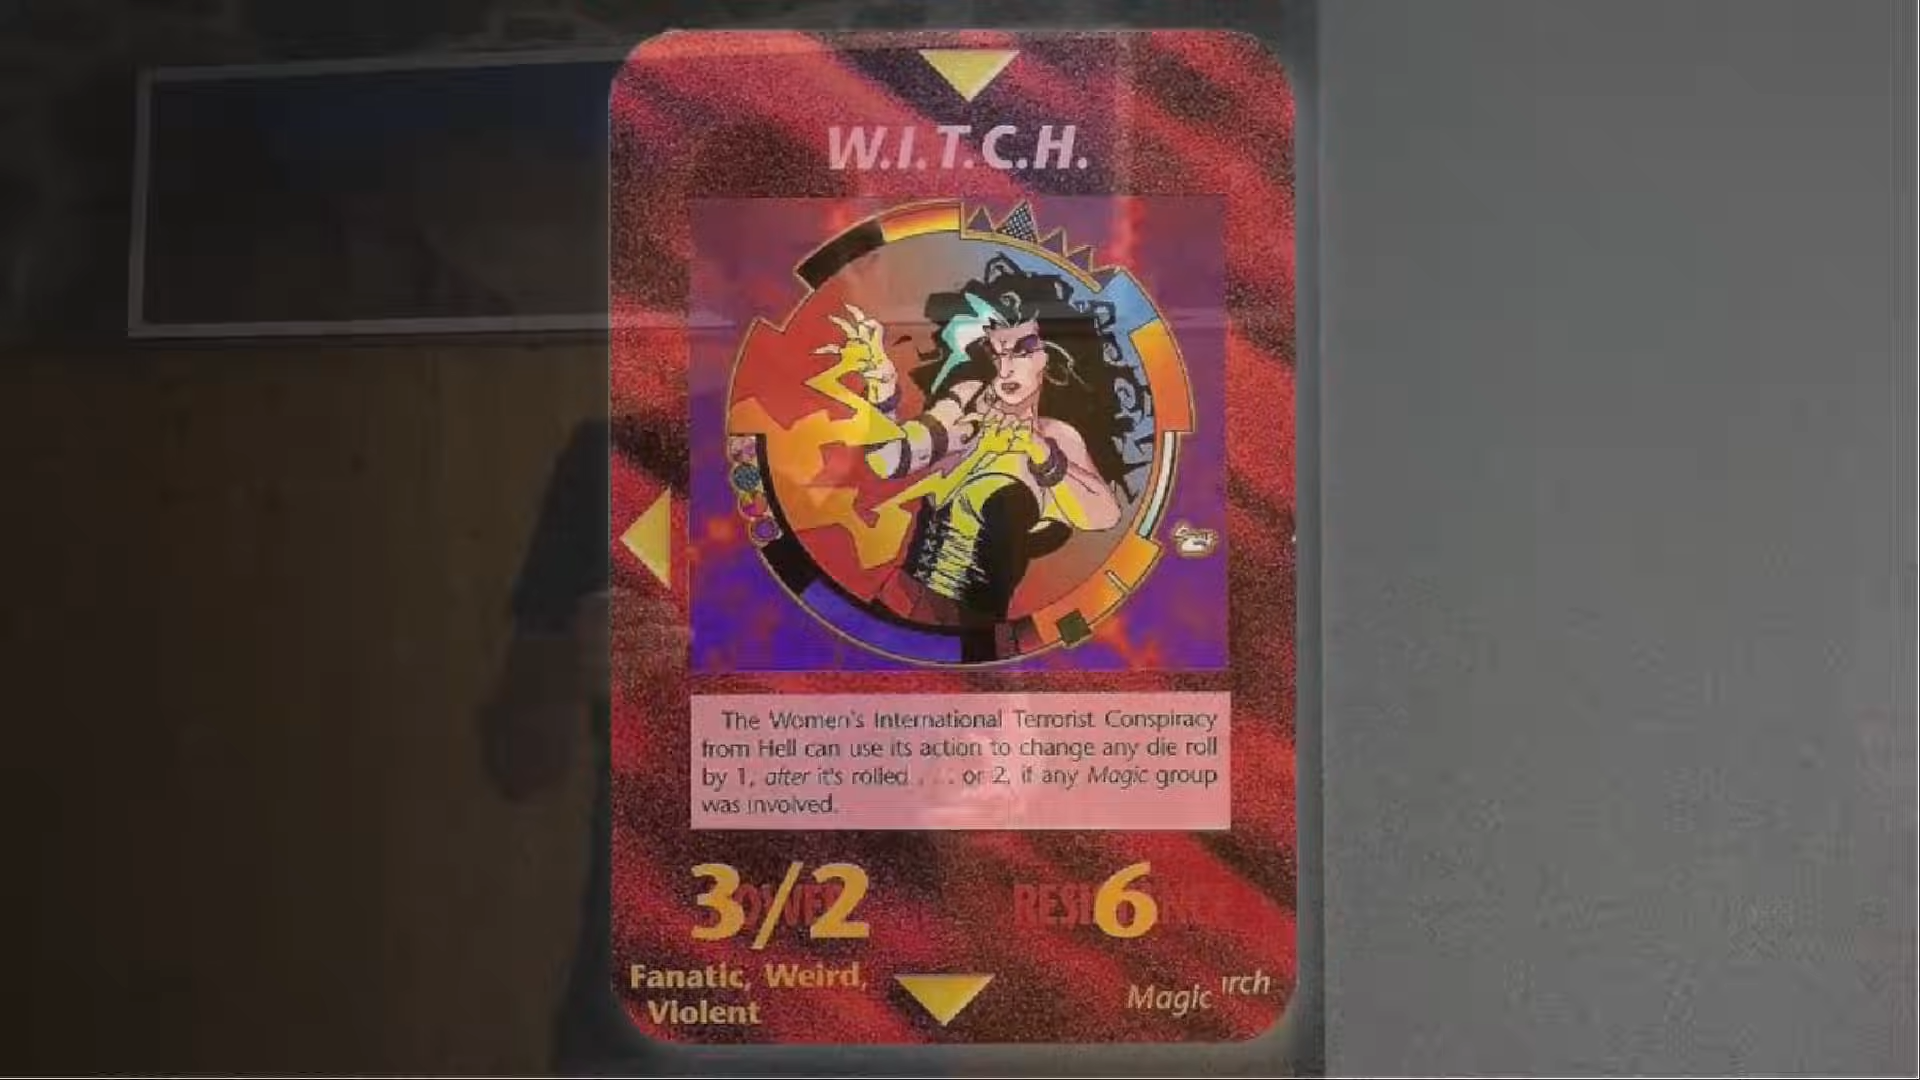 W.I.T.C.H.
The Women's International Terrorist Conspiracy
from Hell can use its action to change any die roll
by 1, after it's rolled . . . or 2, if any Magic group
was involved.
3/2
6
Fanatic, Weird,
Violent
Magic